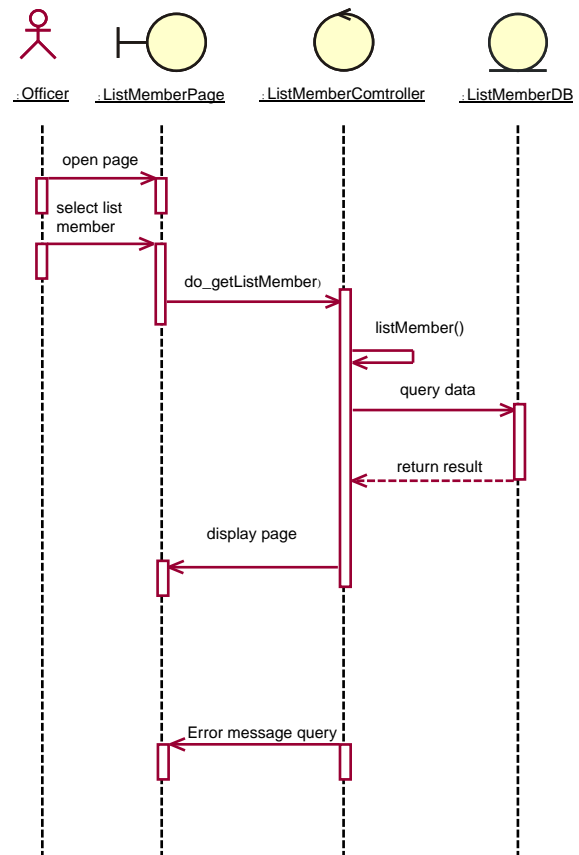 : Officer
: ListMemberPage
: ListMemberComtroller
: ListMemberDB
open page
select list
member
do_getListMember)
listMember()
query data
return result
display page
Error message query